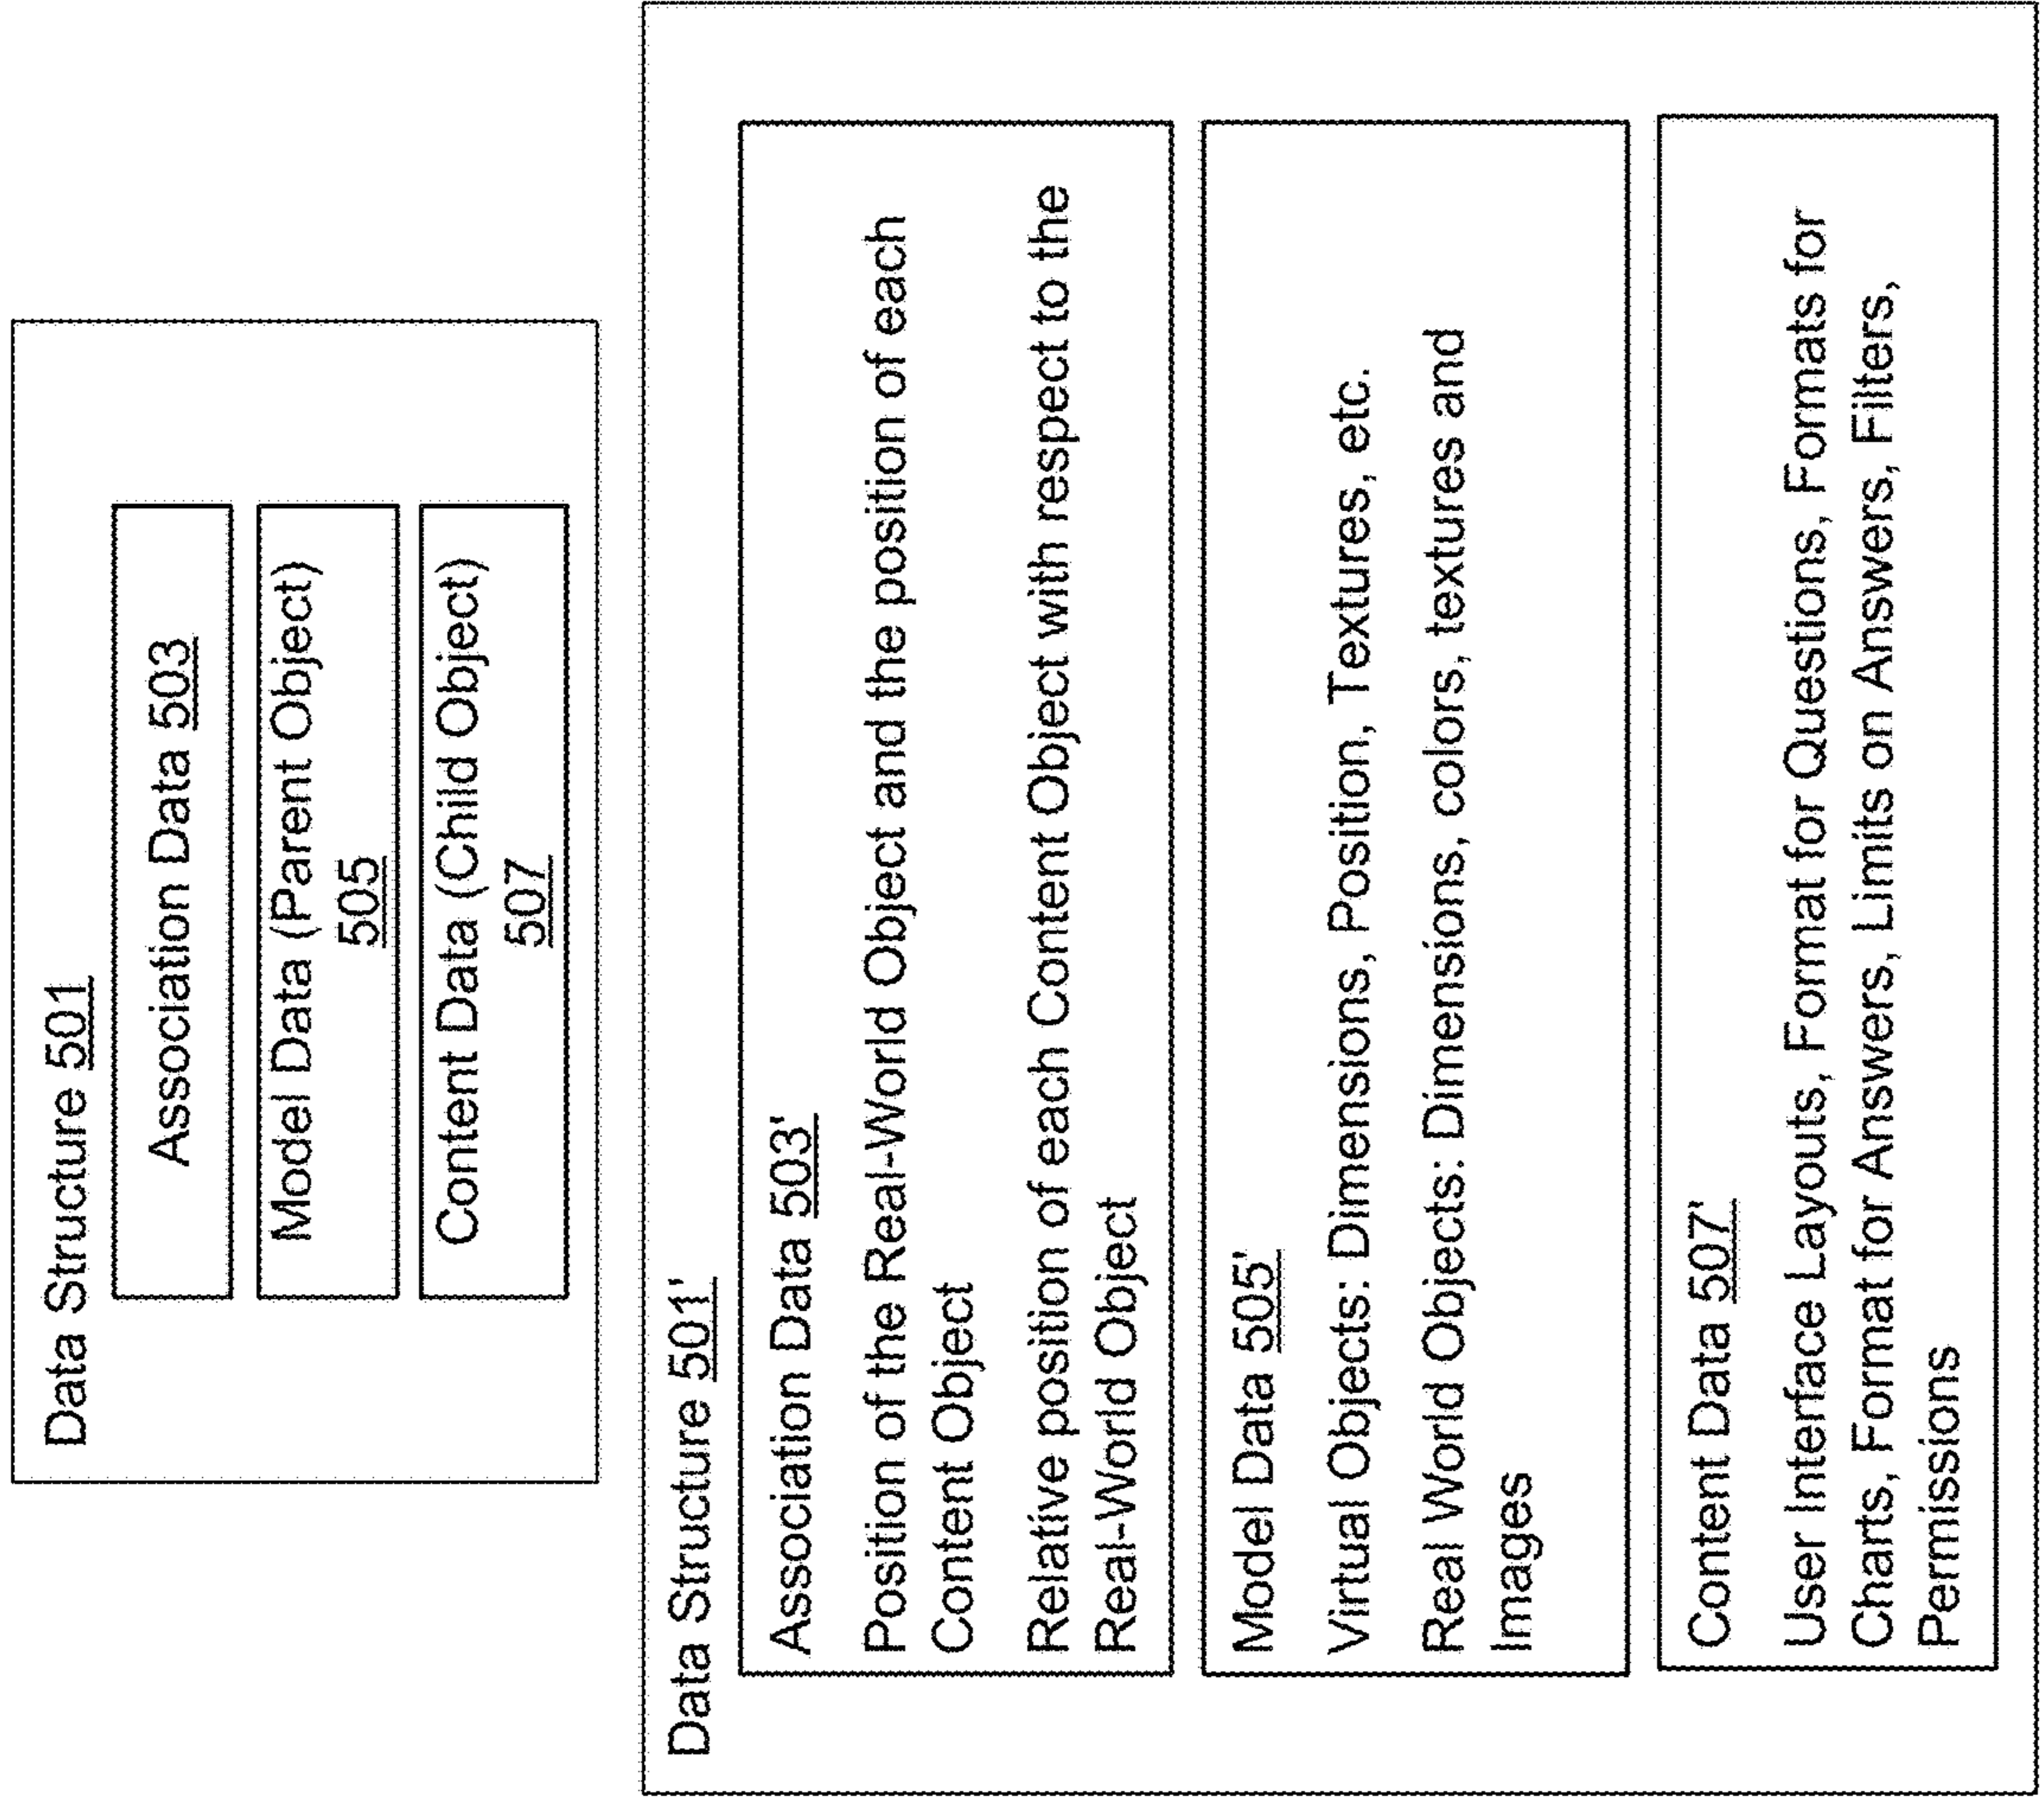 Data Structure 501
Association Data 503
Model Data (Parent Object)
505
Content Data (Child Object)
507
Data Structure 501'
Association Data 503'
Position of the Real-World Object and the position of each
Content Object
Relative position of each Content Object with respect to the
Real-World Object
Model Data 505'
Virtual Objects: Dimensions, Position, Textures, etc.
Real World Objects: Dimensions, colors, textures and
Images
Content Data 507'
User Interface Layouts, Format for Questions, Formats for
Charts, Format for Answers, Limits on Answers, Filters,
Permissions